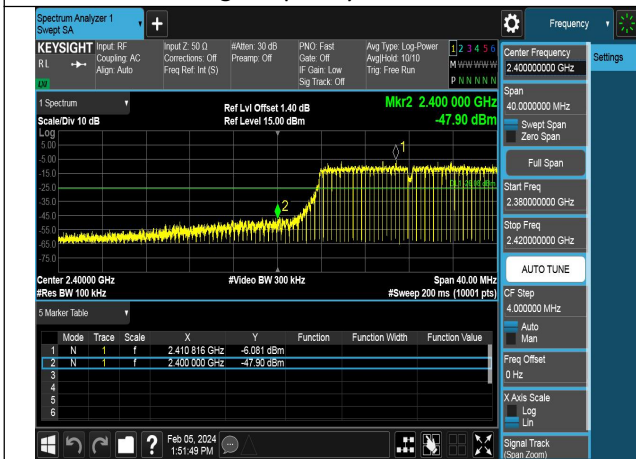 Spectrum Analyzer 1
Swept SA
+
Frequency
KEYSIGHT Input: RF Input Z: 50 Ω #Atten: 30 dB PNO: Fast Avg Type: Log-Power 1 2 3 4 5 6
RL Coupling: AC Corrections: Off Preamp: Off Gate: Off Avg|Hold: 10/10 M W W W W W
Align: Auto Freq Ref: Int (S) IF Gain: Low Trig: Free Run
Sig Track: Off P N N N N N
1 Spectrum
Scale/Div 10 dB Ref Lvl Offset 1.40 dB Mkr2 2.400 000 GHz
Ref Level 15.00 dBm -47.90 dBm
Log
5.00
-5.00
-15.0
-25.0
-35.0
-45.0
-55.0
-65.0
-75.0
1
2
Center 2.40000 GHz #Video BW 300 kHz Span 40.00 MHz
#Res BW 100 kHz #Sweep 200 ms (10001 pts)
5 Marker Table
Mode Trace Scale X Y Function Function Width Function Value
1 N 1 f 2.410 816 GHz -6.081 dBm
2 N 1 f 2.400 000 GHz -47.90 dBm
3
4
5
6
Feb 05, 2024
1:51:49 PM
Center Frequency
2.400000000 GHz
Settings
Span
40.0000000 MHz
Swept Span
Zero Span
Full Span
Start Freq
2.380000000 GHz
Stop Freq
2.420000000 GHz
AUTO TUNE
CF Step
4.000000 MHz
Auto
Man
Freq Offset
0 Hz
X Axis Scale
Log
Lin
Signal Track
(Span Zoom)